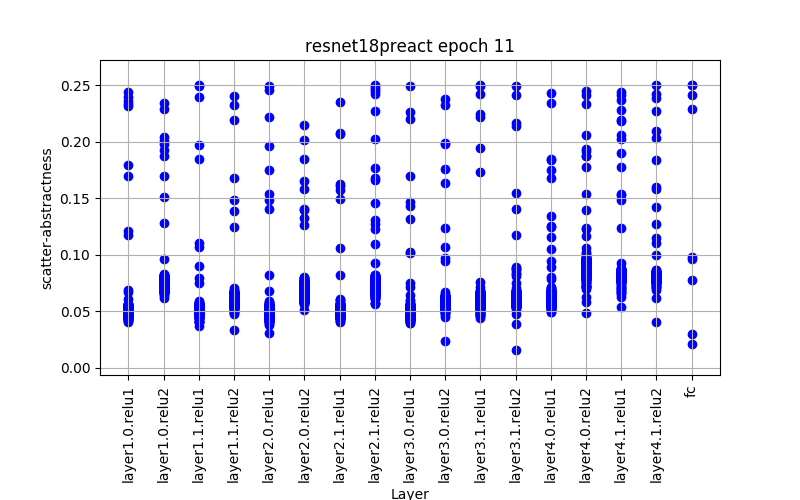 resnet18preact epoch 11
scatter-abstractness
0.25
0.20
0.15
0.10
0.05
0.00
layer1.0.relu1
layer1.0.relu2
layer1.1.relu1
layer1.1.relu2
layer2.0.relu1
layer2.0.relu2
layer2.1.relu1
layer2.1.relu2
layer3.0.relu1
layer3.0.relu2
layer3.1.relu1
layer3.1.relu2
layer4.0.relu1
layer4.0.relu2
layer4.1.relu1
layer4.1.relu2
fc
Layer